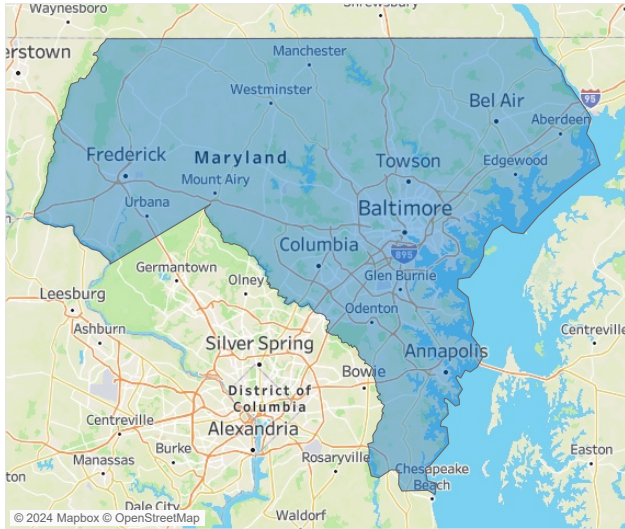 Waynesboro
Shrewsbury
erstown
Manchester
Westminster
95
Bel Air
Aberdeen
Frederick
Maryland
Towson
Edgewood
Mount Airy
Urbana
Baltimore
Columbia
895
Germantown
Olney
Glen Burnie
Leesburg
Odenton
Ashburn
Centreville
Silver Spring
Annapolis
Bowie
District of
Columbia
Centreville
Alexandria
Burke
Rosaryville
Easton
Manassas
Chesapeake
Beach
ton
Dale City
Waldorf
© 2024 Mapbox © OpenStreetMap